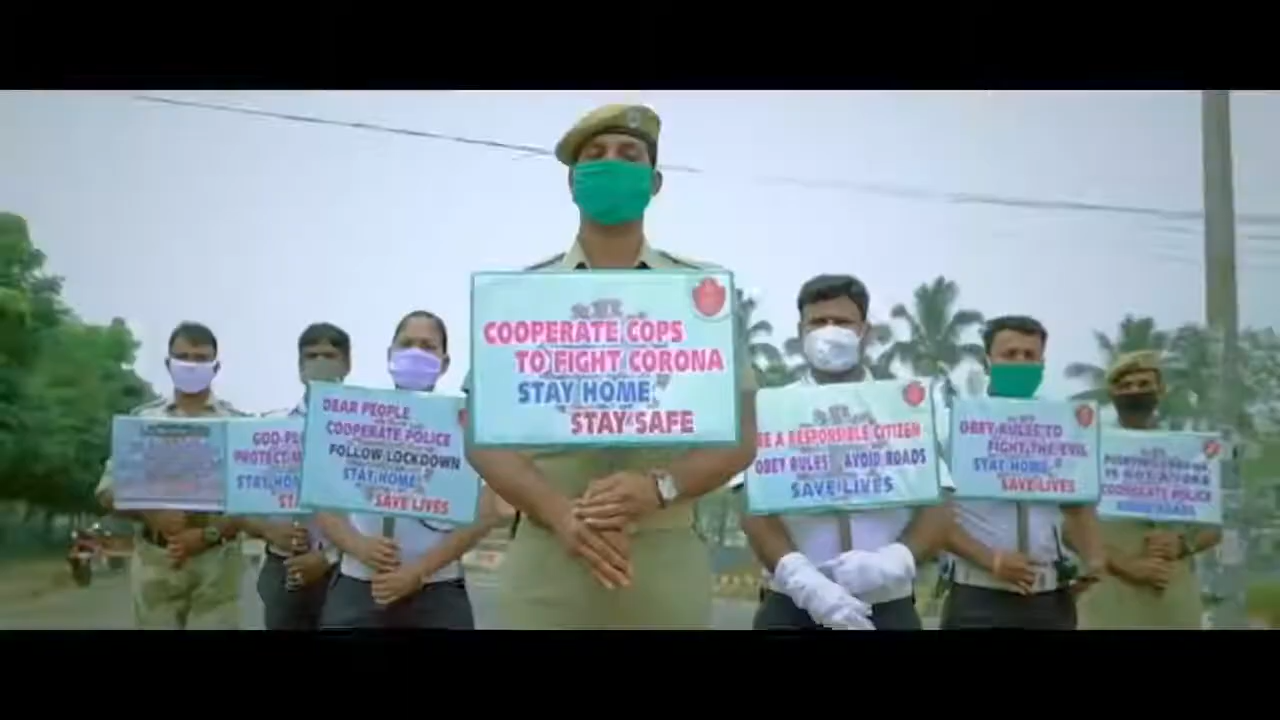 GOD
PROTECT
STAY
DEAR PEOPLE
COOPERATE POLICE
FOLLOW LOCKDOWN
STAY HOME
SAVE LIVES
COOPERATE COPS
TO FIGHT CORONA
STAY HOME
STAY SAFE
A RESPONSIBLE CITIZEN
OBEY RULES AVOID ROADS
SAVE LIVES
OBEY RULES TO
FIGHT THE EVIL
STAY HOME
SAVE LIVES
COOPERATE POLICE